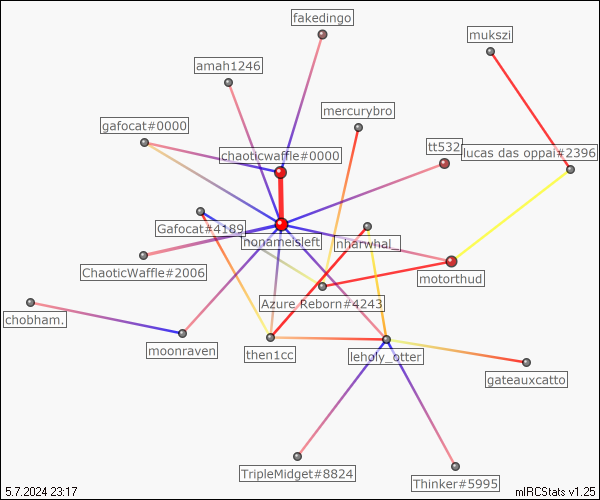 fakedingo
mukszi
amah1246
mercurybro
gafocat#0000
tt532
chaoticwaffle#0000
lucas das oppai#2396
Gafocat#4189
nonameisleft
nharwhal_
ChaoticWaffle#2006
motorthud
Azure Reborn#4243
chobham.
moonraven
then1cc
leholy_otter
gateauxcatto
TripleMidget#8824
Thinker#5995
5.7.2024 23:17
mIRCStats v1.25